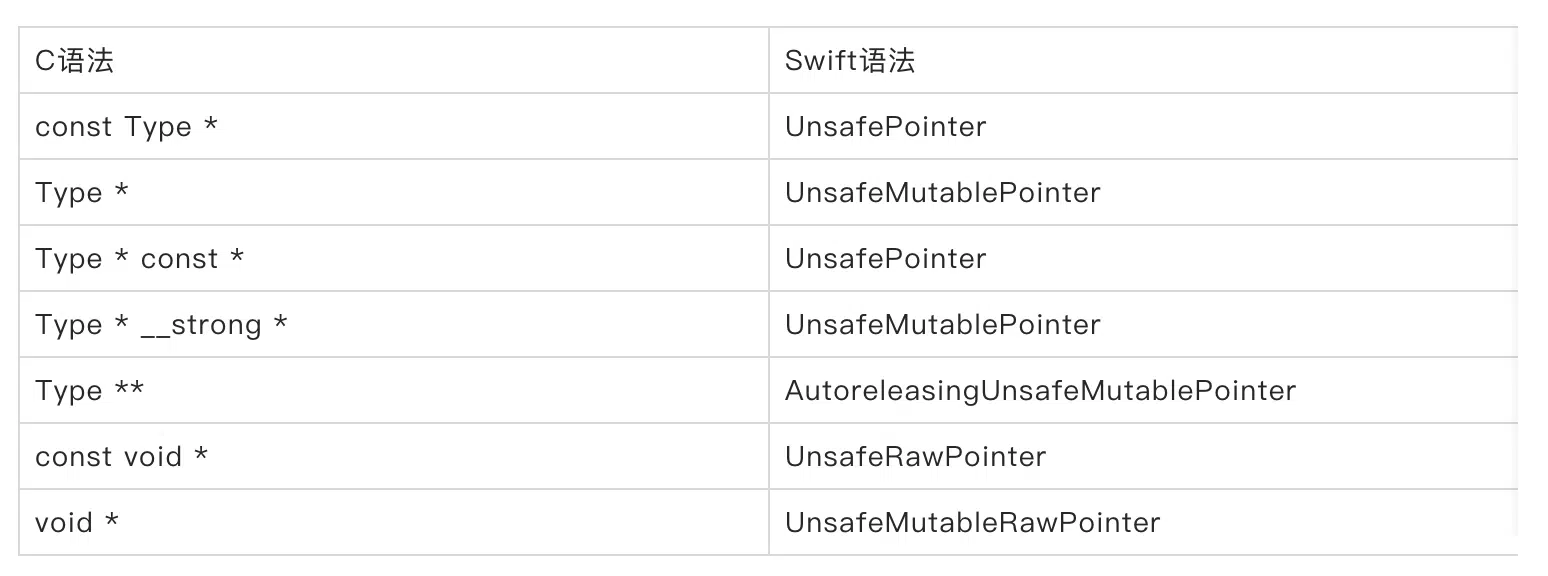 C语法 Swift语法
const Type * UnsafePointer
Type * UnsafeMutablePointer
Type * const * UnsafePointer
Type * __strong * UnsafeMutablePointer
Type ** AutoreleasingUnsafeMutablePointer
const void * UnsafeRawPointer
void * UnsafeMutableRawPointer